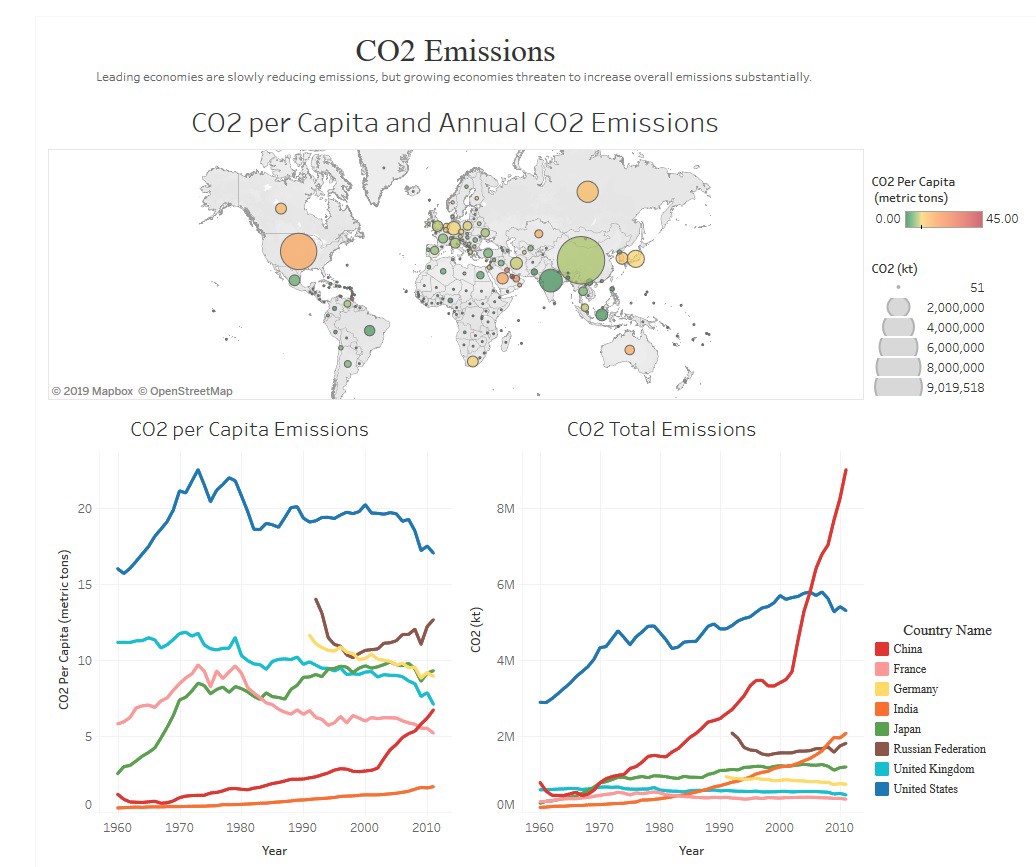 CO2 Emissions
Leading economies are slowly reducing emissions, but growing economies threaten to increase overall emissions substantially.
CO2 per Capita and Annual CO2 Emissions
© 2019 Mapbox © OpenStreetMap
CO2 Per Capita
(metric tons)
0.00 45.00
CO2 (kt)
51
2,000,000
4,000,000
6,000,000
8,000,000
9,019,518
CO2 per Capita Emissions
CO2 Per Capita (metric tons)
20
15
10
5
0
1960 1970 1980 1990 2000 2010
Year
CO2 Total Emissions
CO2 (kt)
8M
6M
4M
2M
0M
1960 1970 1980 1990 2000 2010
Year
Country Name
China
France
Germany
India
Japan
Russian Federation
United Kingdom
United States